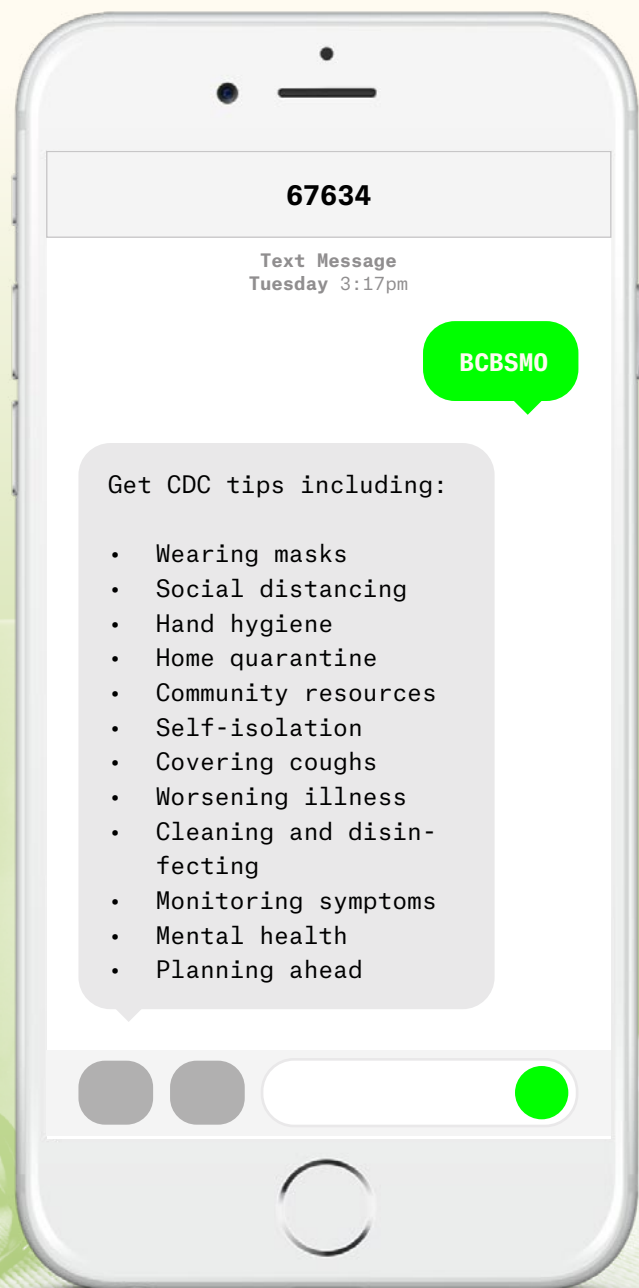 67634
Text Message
Tuesday 3:17pm
BCBSMO
Get CDC tips including:
• Wearing masks
• Social distancing
• Hand hygiene
• Home quarantine
• Community resources
• Self-isolation
• Covering coughs
• Worsening illness
• Cleaning and disin-
fecting
• Monitoring symptoms
• Mental health
• Planning ahead